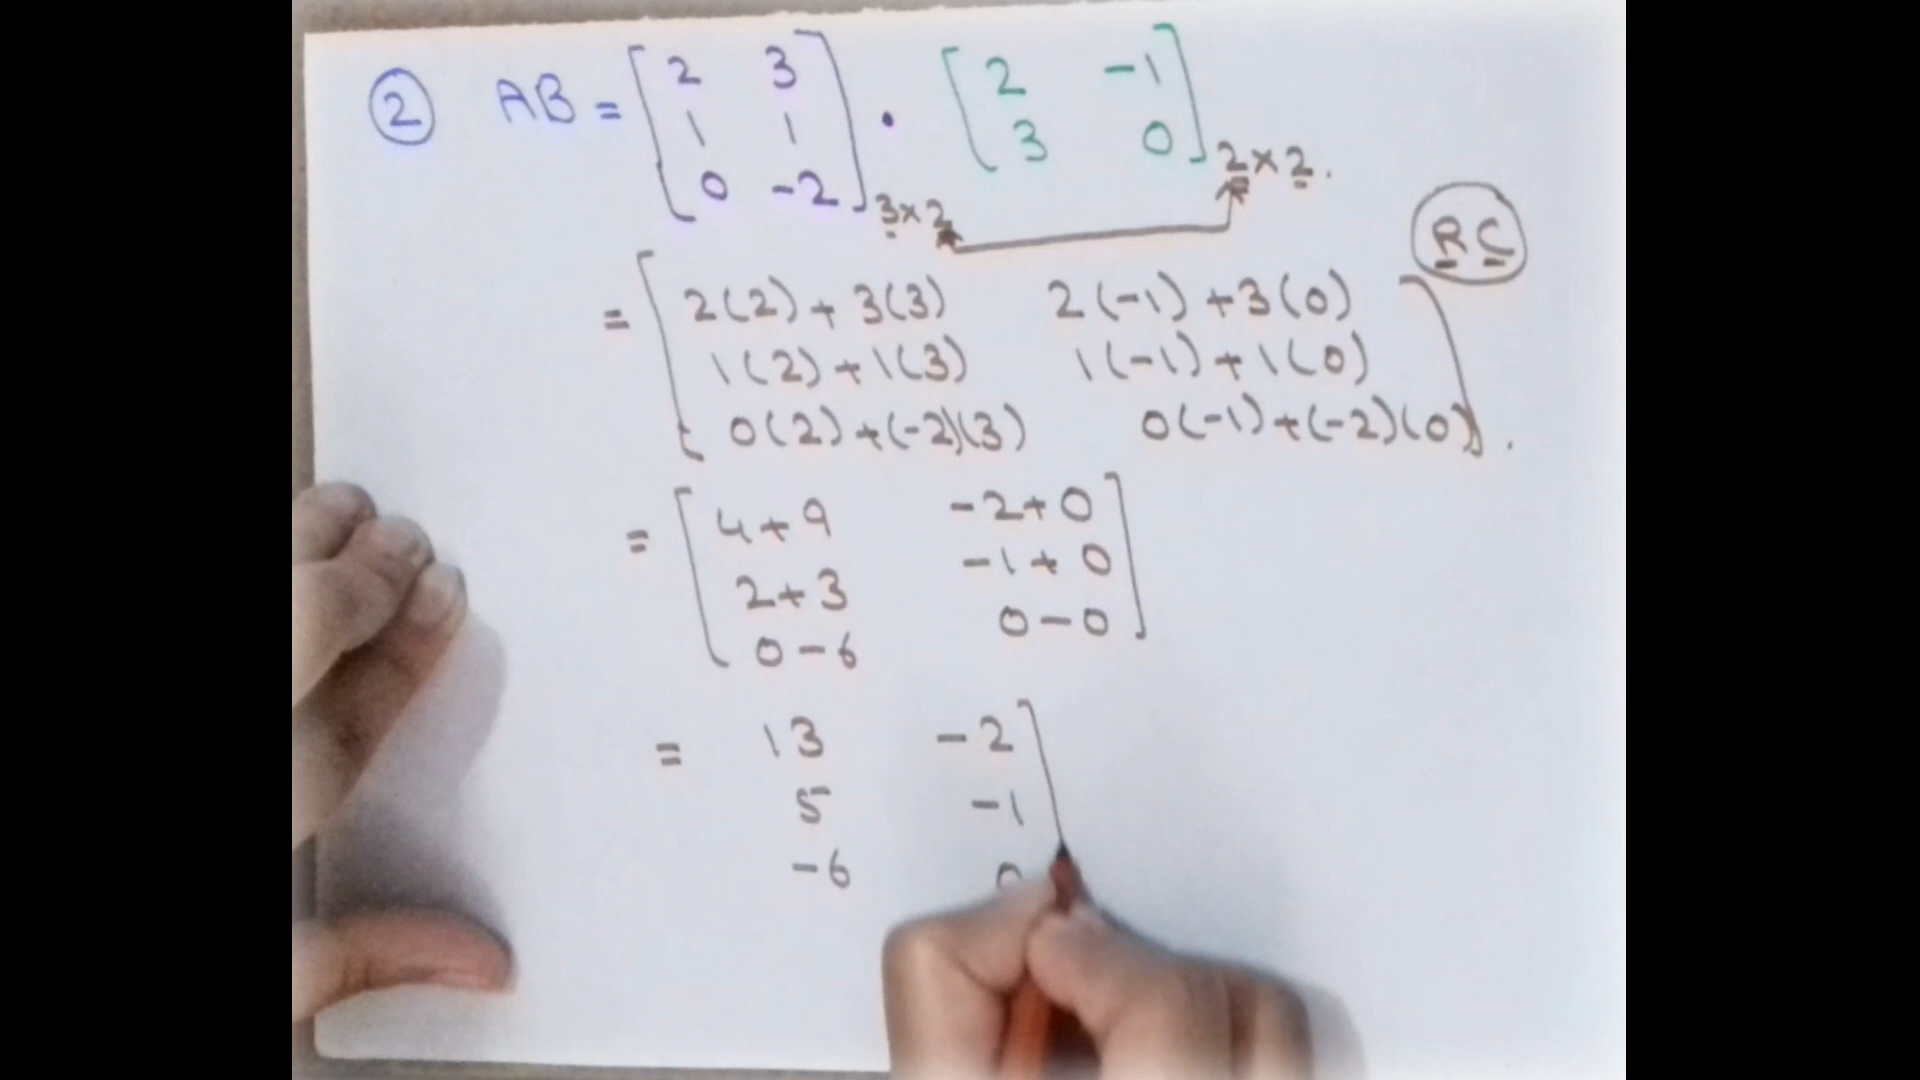 ② AB = [2 3 · [2 -1
1 1 3 0]2×2.
0 -2]3×2
RC
= [2(2)+3(3) 2(-1)+3(0)
1(2)+1(3) 1(-1)+1(0)
0(2)+(-2)(3) 0(-1)+(-2)(0)].
= [4+9 -2+0
2+3 -1+0
0-6 0-0]
= 13 -2]
5 -1
-6 0